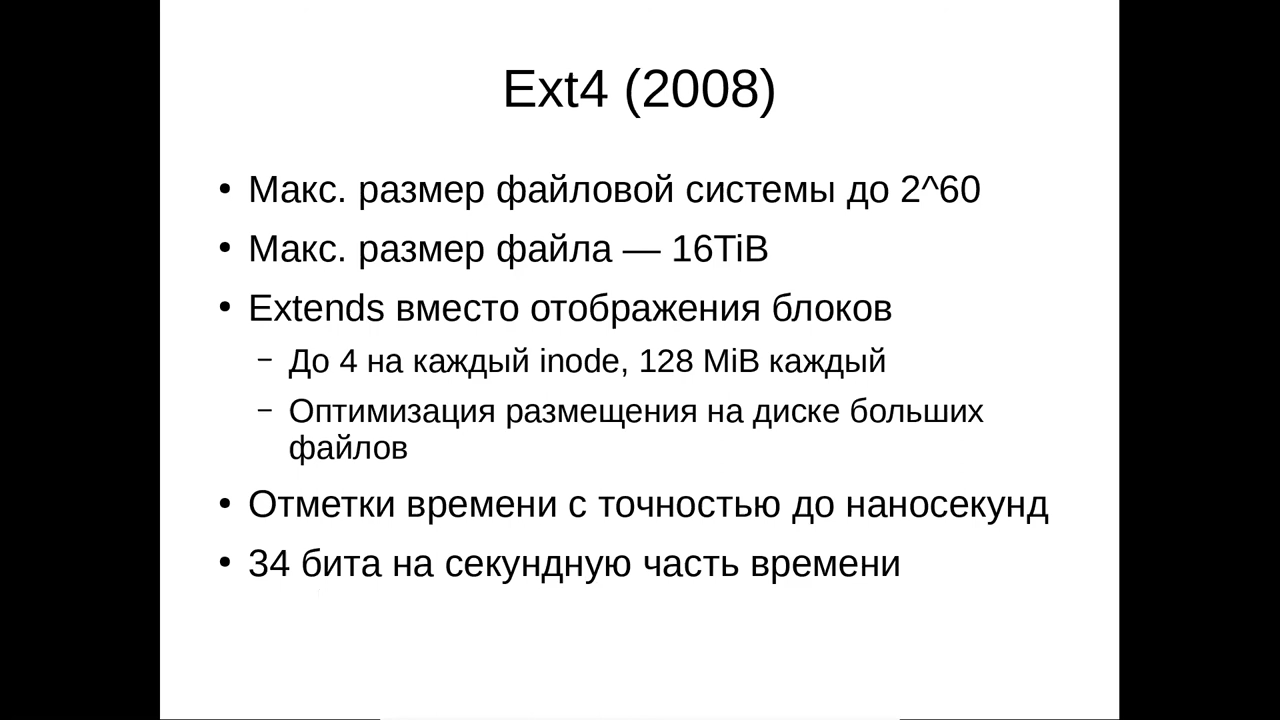 Ext4 (2008)
• Макс. размер файловой системы до 2^60
• Макс. размер файла — 16TiB
• Extends вместо отображения блоков
– До 4 на каждый inode, 128 MiB каждый
– Оптимизация размещения на диске больших
файлов
• Отметки времени с точностью до наносекунд
• 34 бита на секундную часть времени